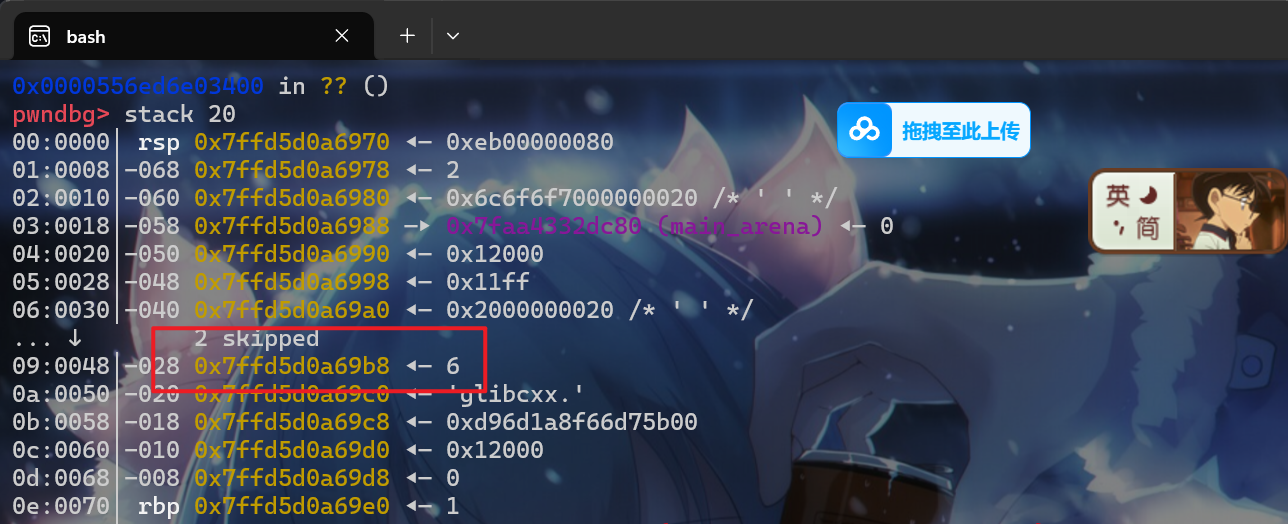 bash
0x0000556ed6e03400 in ?? ()
pwndbg> stack 20
00:0000│ rsp 0x7ffd5d0a6970 ◂— 0xeb00000080
01:0008│-068 0x7ffd5d0a6978 ◂— 2
02:0010│-060 0x7ffd5d0a6980 ◂— 0x6c6f6f7000000020 /* ' ' */
03:0018│-058 0x7ffd5d0a6988 —▸ 0x7faa4332dc80 (main_arena) ◂— 0
04:0020│-050 0x7ffd5d0a6990 ◂— 0x12000
05:0028│-048 0x7ffd5d0a6998 ◂— 0x11ff
06:0030│-040 0x7ffd5d0a69a0 ◂— 0x2000000020 /* ' ' */
... ↓ 2 skipped
09:0048│-028 0x7ffd5d0a69b8 ◂— 6
0a:0050│-020 0x7ffd5d0a69c0 ◂— 'glibcxx.'
0b:0058│-018 0x7ffd5d0a69c8 ◂— 0xd96d1a8f66d75b00
0c:0060│-010 0x7ffd5d0a69d0 ◂— 0x12000
0d:0068│-008 0x7ffd5d0a69d8 ◂— 0
0e:0070│ rbp 0x7ffd5d0a69e0 ◂— 1
拖拽至此上传
英
简